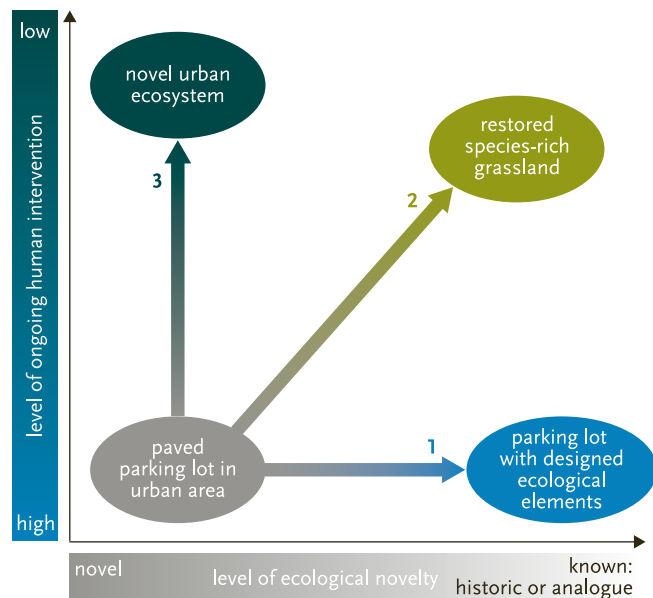 low
novel urban
ecosystem
restored
species-rich
grassland
3
2
level of ongoing human intervention
paved
parking lot in
urban area
1
parking lot
with designed
ecological
elements
high
novel
level of ecological novelty
known:
historic or analogue